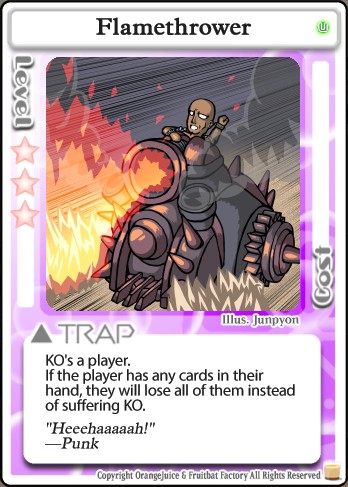 Flamethrower
U
Level
Cost
Illus. Junpyon
TRAP
KO's a player.
If the player has any cards in their
hand, they will lose all of them instead
of suffering KO.
"Heeehaaaaah!"
—Punk
Copyright Orangejuice & Fruitbat Factory All Rights Reserved